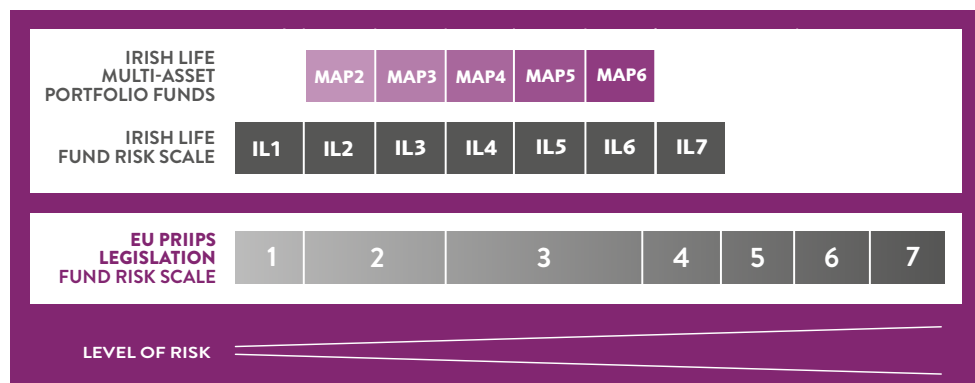 IRISH LIFE
MULTI-ASSET
PORTFOLIO FUNDS
MAP2 MAP3 MAP4 MAP5 MAP6
IRISH LIFE
FUND RISK SCALE
IL1 IL2 IL3 IL4 IL5 IL6 IL7
EU PRIIPS
LEGISLATION
FUND RISK SCALE
1 2 3 4 5 6 7
LEVEL OF RISK